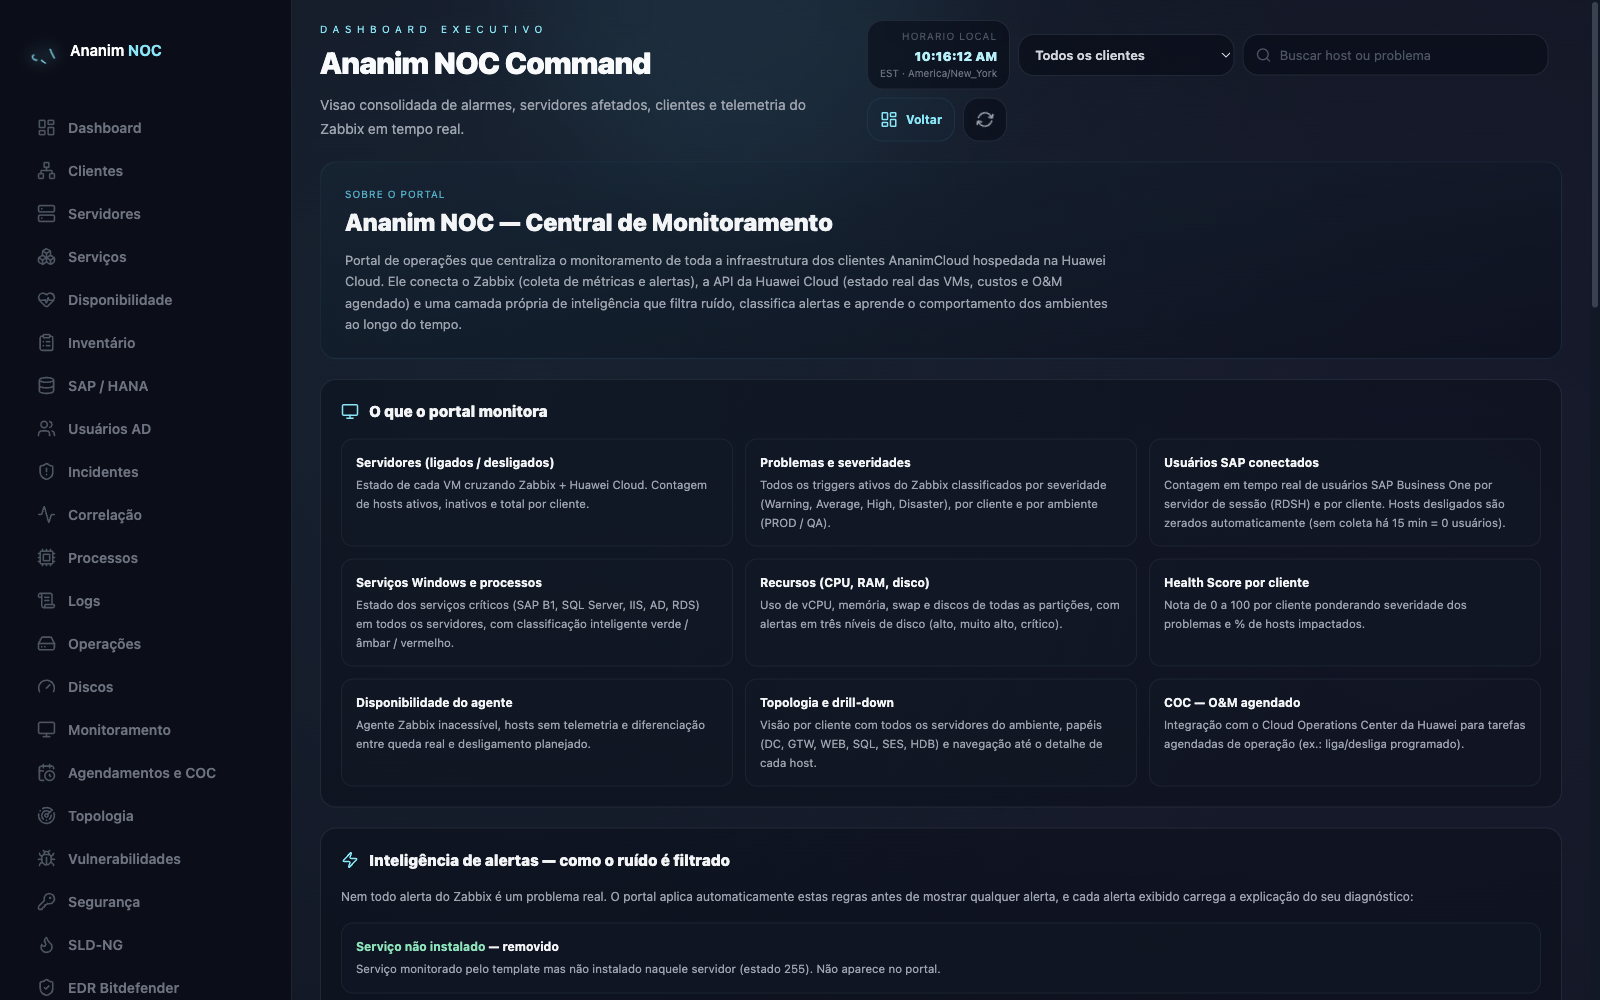 Ananim NOC
Dashboard
Clientes
Servidores
Serviços
Disponibilidade
Inventário
SAP / HANA
Usuários AD
Incidentes
Correlação
Processos
Logs
Operações
Discos
Monitoramento
Agendamentos e COC
Topologia
Vulnerabilidades
Segurança
SLD-NG
EDR Bitdefender
DASHBOARD EXECUTIVO
Ananim NOC Command
Visao consolidada de alarmes, servidores afetados, clientes e telemetria do
Zabbix em tempo real.
HORARIO LOCAL
10:16:12 AM
EST · America/New_York
Todos os clientes
Buscar host ou problema
Voltar
SOBRE O PORTAL
Ananim NOC — Central de Monitoramento
Portal de operações que centraliza o monitoramento de toda a infraestrutura dos clientes AnanimCloud hospedada na Huawei
Cloud. Ele conecta o Zabbix (coleta de métricas e alertas), a API da Huawei Cloud (estado real das VMs, custos e O&M
agendado) e uma camada própria de inteligência que filtra ruído, classifica alertas e aprende o comportamento dos ambientes
ao longo do tempo.
O que o portal monitora
Servidores (ligados / desligados)
Estado de cada VM cruzando Zabbix + Huawei Cloud. Contagem
de hosts ativos, inativos e total por cliente.
Problemas e severidades
Todos os triggers ativos do Zabbix classificados por severidade
(Warning, Average, High, Disaster), por cliente e por ambiente
(PROD / QA).
Usuários SAP conectados
Contagem em tempo real de usuários SAP Business One por
servidor de sessão (RDSH) e por cliente. Hosts desligados são
zerados automaticamente (sem coleta há 15 min = 0 usuários).
Serviços Windows e processos
Estado dos serviços críticos (SAP B1, SQL Server, IIS, AD, RDS)
em todos os servidores, com classificação inteligente verde /
âmbar / vermelho.
Recursos (CPU, RAM, disco)
Uso de vCPU, memória, swap e discos de todas as partições, com
alertas em três níveis de disco (alto, muito alto, crítico).
Health Score por cliente
Nota de 0 a 100 por cliente ponderando severidade dos
problemas e % de hosts impactados.
Disponibilidade do agente
Agente Zabbix inacessível, hosts sem telemetria e diferenciação
entre queda real e desligamento planejado.
Topologia e drill-down
Visão por cliente com todos os servidores do ambiente, papéis
(DC, GTW, WEB, SQL, SES, HDB) e navegação até o detalhe de
cada host.
COC — O&M agendado
Integração com o Cloud Operations Center da Huawei para tarefas
agendadas de operação (ex.: liga/desliga programado).
Inteligência de alertas — como o ruído é filtrado
Nem todo alerta do Zabbix é um problema real. O portal aplica automaticamente estas regras antes de mostrar qualquer alerta, e cada alerta exibido carrega a explicação do seu diagnóstico:
Serviço não instalado — removido
Serviço monitorado pelo template mas não instalado naquele servidor (estado 255). Não aparece no portal.